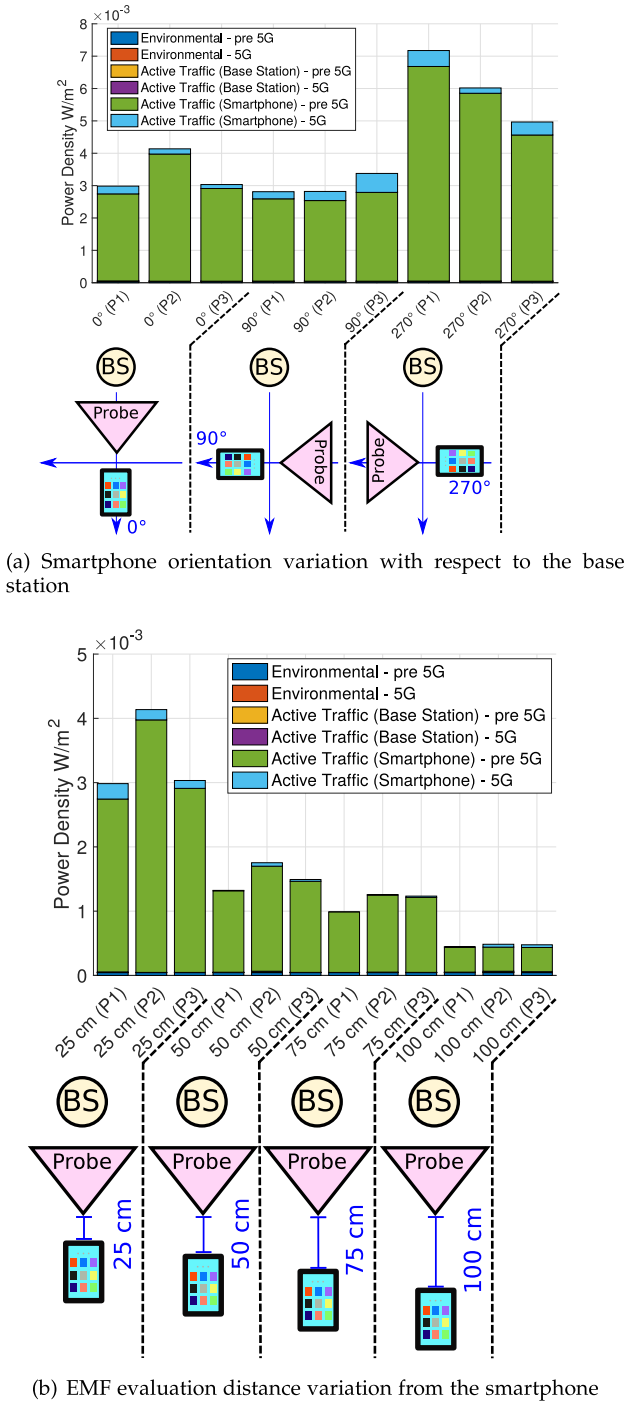 ×10⁻³
8
7
6
5
4
3
2
1
0
Power Density W/m²
Environmental - pre 5G
Environmental - 5G
Active Traffic (Base Station) - pre 5G
Active Traffic (Base Station) - 5G
Active Traffic (Smartphone) - pre 5G
Active Traffic (Smartphone) - 5G
0° (P1)
0° (P2)
0° (P3)
90° (P1)
90° (P2)
90° (P3)
270° (P1)
270° (P2)
270° (P3)
BS
BS
BS
Probe
Probe
Probe
90°
270°
0°
(a) Smartphone orientation variation with respect to the base
station
×10⁻³
5
4
3
2
1
0
Power Density W/m²
Environmental - pre 5G
Environmental - 5G
Active Traffic (Base Station) - pre 5G
Active Traffic (Base Station) - 5G
Active Traffic (Smartphone) - pre 5G
Active Traffic (Smartphone) - 5G
25 cm (P1)
25 cm (P2)
25 cm (P3)
50 cm (P1)
50 cm (P2)
50 cm (P3)
75 cm (P1)
75 cm (P2)
75 cm (P3)
100 cm (P1)
100 cm (P2)
100 cm (P3)
BS
BS
BS
BS
Probe
Probe
Probe
Probe
25 cm
50 cm
75 cm
100 cm
(b) EMF evaluation distance variation from the smartphone